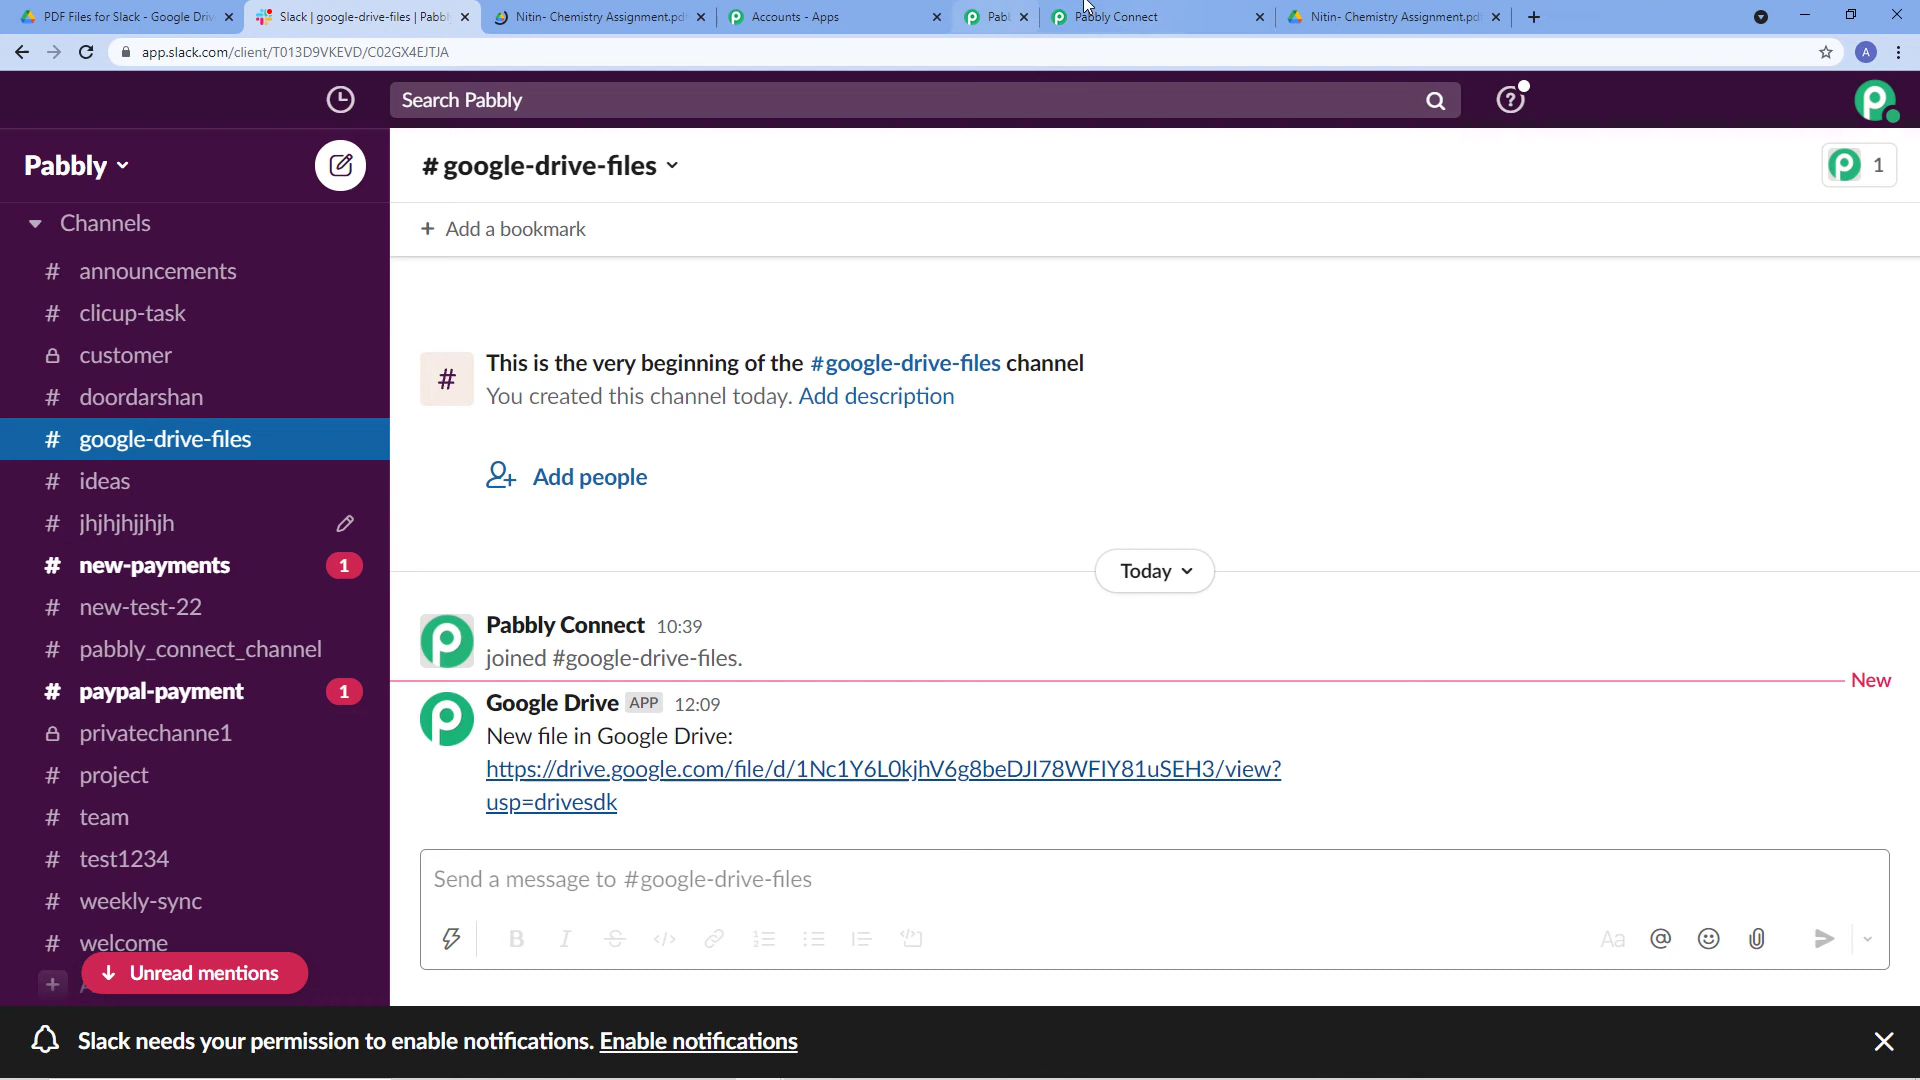 PDF Files for Slack - Google Driv
Slack | google-drive-files | Pabb
Nitin- Chemistry Assignment.pd
Accounts - Apps
Pabl
Pabbly Connect
Nitin- Chemistry Assignment.pd
app.slack.com/client/T013D9VKEVD/C02GX4EJTJA
A
Search Pabbly
Pabbly
# google-drive-files
1
+ Add a bookmark
Channels
# announcements
# clicup-task
customer
# doordarshan
# google-drive-files
# ideas
# jhjhjhjjhjh
# new-payments 1
# new-test-22
# pabbly_connect_channel
# paypal-payment 1
privatechanne1
# project
# team
# test1234
# weekly-sync
# welcome
Unread mentions
# This is the very beginning of the #google-drive-files channel
You created this channel today. Add description
Add people
Today
Pabbly Connect 10:39
joined #google-drive-files.
New
Google Drive APP 12:09
New file in Google Drive:
https://drive.google.com/file/d/1Nc1Y6L0kjhV6g8beDJI78WFIY81uSEH3/view?
usp=drivesdk
Send a message to #google-drive-files
B I S Aa @
Slack needs your permission to enable notifications. Enable notifications